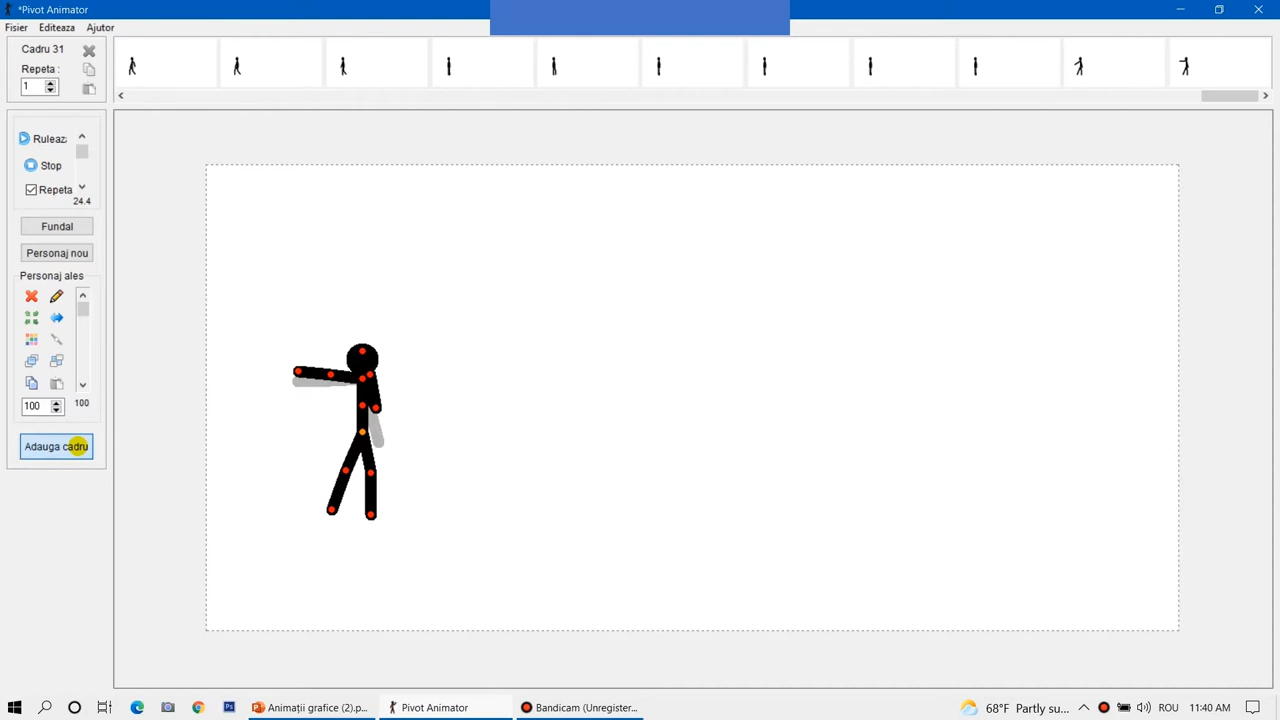 *Pivot Animator
Fisier Editeaza Ajutor
Cadru 31
Repeta :
1
Ruleaza
Stop
Repeta
24.4
Fundal
Personaj nou
Personaj ales
100 100
Adauga cadru
Animații grafice (2).p...
Pivot Animator
Bandicam (Unregister...
68°F Partly su...
ROU
11:40 AM